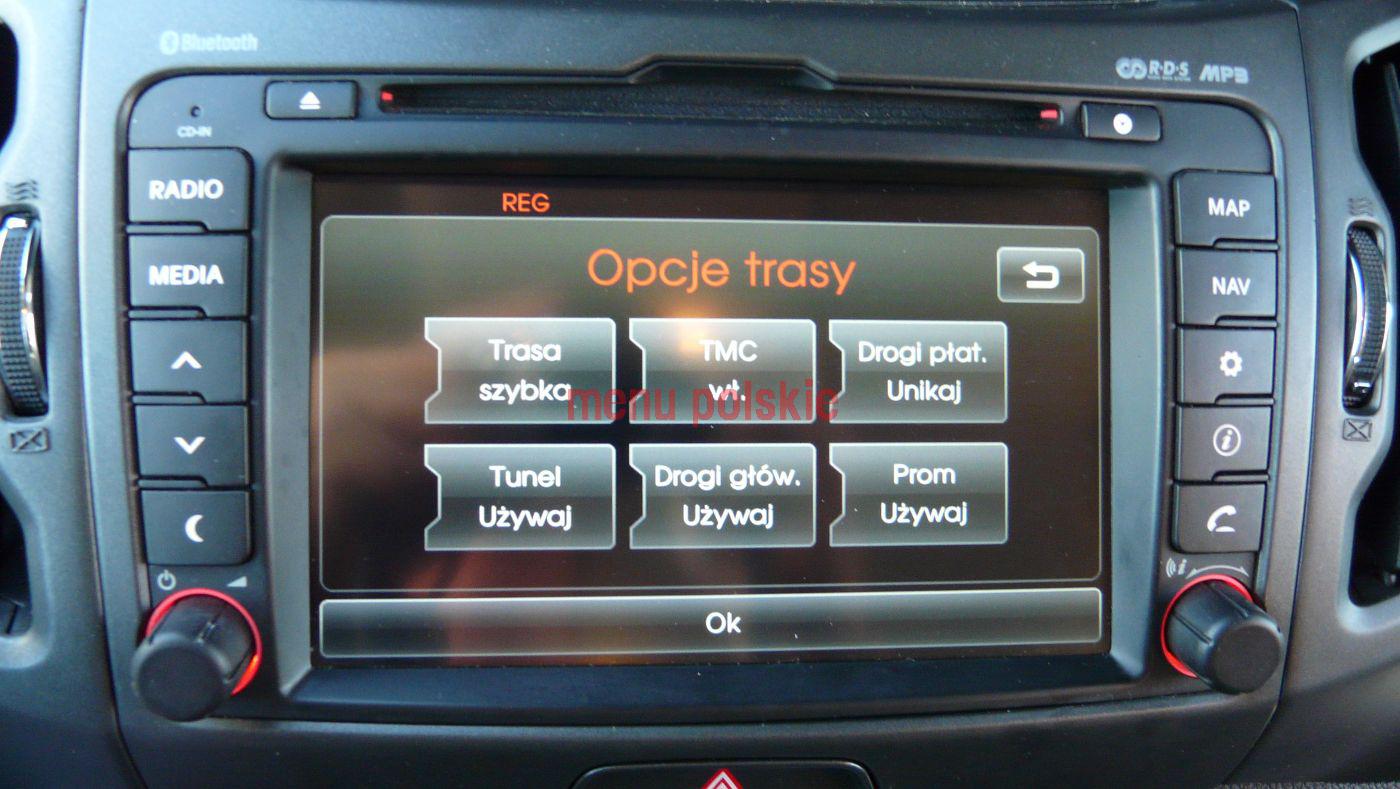 Bluetooth
R·D·S
MP3
CD-IN
RADIO
MEDIA
REG
Opcje trasy
Trasa
szybka
TMC
wł.
Drogi płat.
Unikaj
menu polskie
Tunel
Używaj
Drogi głów.
Używaj
Prom
Używaj
Ok
MAP
NAV